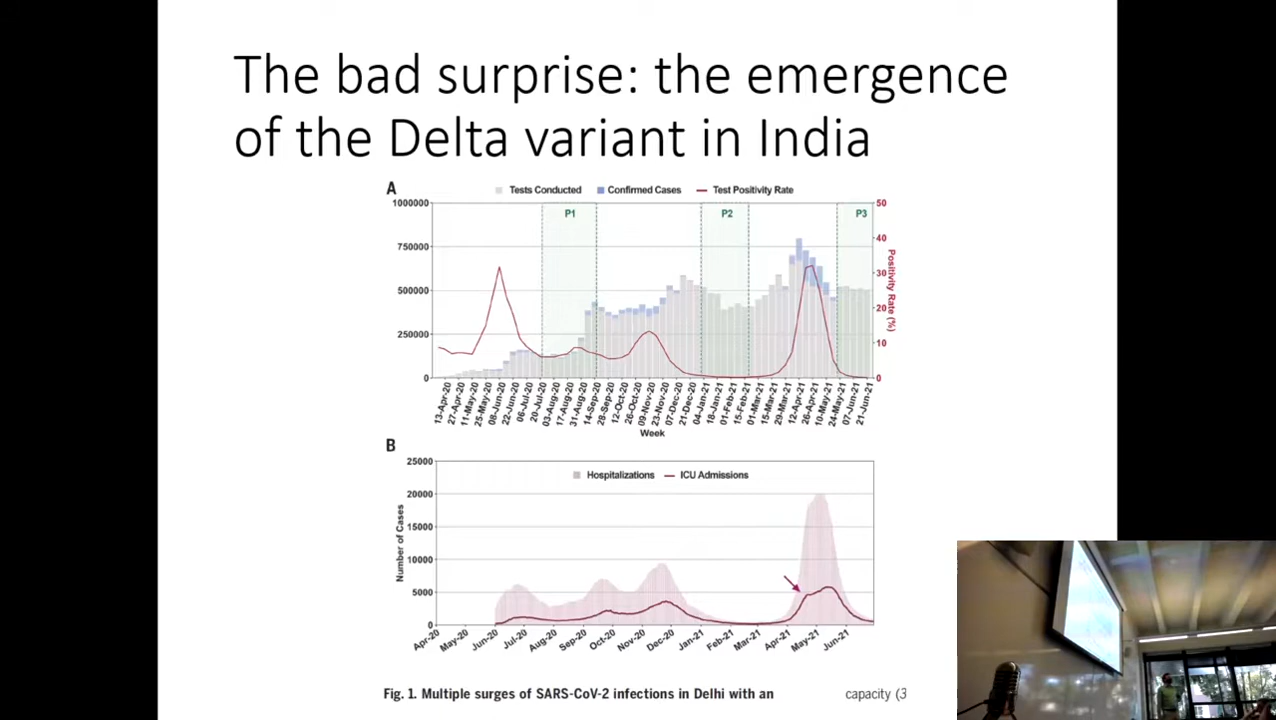 The bad surprise: the emergence
of the Delta variant in India
A
Tests Conducted Confirmed Cases Test Positivity Rate
P1 P2 P3
1000000
750000
500000
250000
0
50
40
30
20
10
0
Positivity Rate (%)
13-Apr-20 27-Apr-20 11-May-20 25-May-20 08-Jun-20 22-Jun-20 06-Jul-20 20-Jul-20 03-Aug-20 17-Aug-20 31-Aug-20 14-Sep-20 28-Sep-20 12-Oct-20 26-Oct-20 09-Nov-20 23-Nov-20 07-Dec-20 21-Dec-20 04-Jan-21 18-Jan-21 01-Feb-21 15-Feb-21 01-Mar-21 15-Mar-21 29-Mar-21 12-Apr-21 26-Apr-21 10-May-21 24-May-21 07-Jun-21 21-Jun-21
Week
B
Hospitalizations ICU Admissions
Number of Cases
25000
20000
15000
10000
5000
0
Apr-20 May-20 Jun-20 Jul-20 Aug-20 Sep-20 Oct-20 Nov-20 Dec-20 Jan-21 Feb-21 Mar-21 Apr-21 May-21 Jun-21
Fig. 1. Multiple surges of SARS-CoV-2 infections in Delhi with an
capacity (3